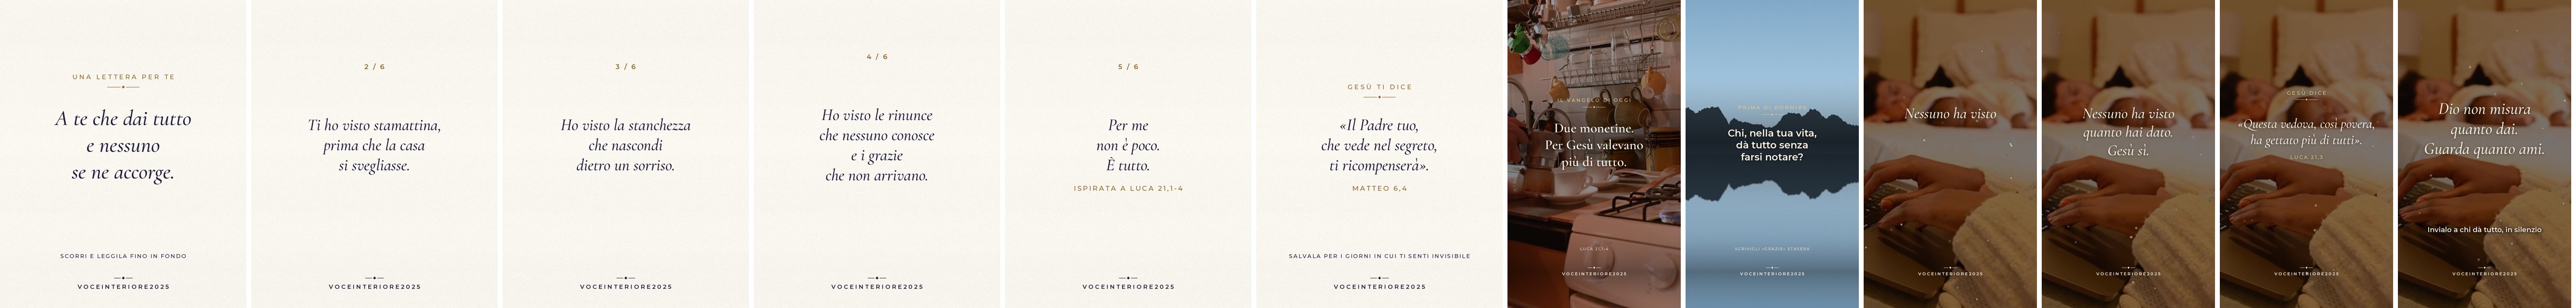 UNA LETTERA PER TE
A te che dai tutto
e nessuno
se ne accorge.
SCORRI E LEGGILA FINO IN FONDO
VOCEINTERIORE2025
2 / 6
Ti ho visto stamattina,
prima che la casa
si svegliasse.
VOCEINTERIORE2025
3 / 6
Ho visto la stanchezza
che nascondi
dietro un sorriso.
VOCEINTERIORE2025
4 / 6
Ho visto le rinunce
che nessuno conosce
e i grazie
che non arrivano.
VOCEINTERIORE2025
5 / 6
Per me
non è poco.
È tutto.
ISPIRATA A LUCA 21,1-4
VOCEINTERIORE2025
GESÙ TI DICE
«Il Padre tuo,
che vede nel segreto,
ti ricompenserà».
MATTEO 6,4
SALVALA PER I GIORNI IN CUI TI SENTI INVISIBILE
VOCEINTERIORE2025
IL VANGELO DI OGGI
Due monetine.
Per Gesù valevano
più di tutto.
LUCA 21,1-4
VOCEINTERIORE2025
PRIMA DI DORMIRE
Chi, nella tua vita,
dà tutto senza
farsi notare?
SCRIVIGLI «GRAZIE» STASERA
VOCEINTERIORE2025
Nessuno ha visto
VOCEINTERIORE2025
Nessuno ha visto
quanto hai dato.
Gesù sì.
VOCEINTERIORE2025
GESÙ DICE
«Questa vedova, così povera,
ha gettato più di tutti».
LUCA 21,3
VOCEINTERIORE2025
Dio non misura
quanto dai.
Guarda quanto ami.
Invialo a chi dà tutto, in silenzio
VOCEINTERIORE2025